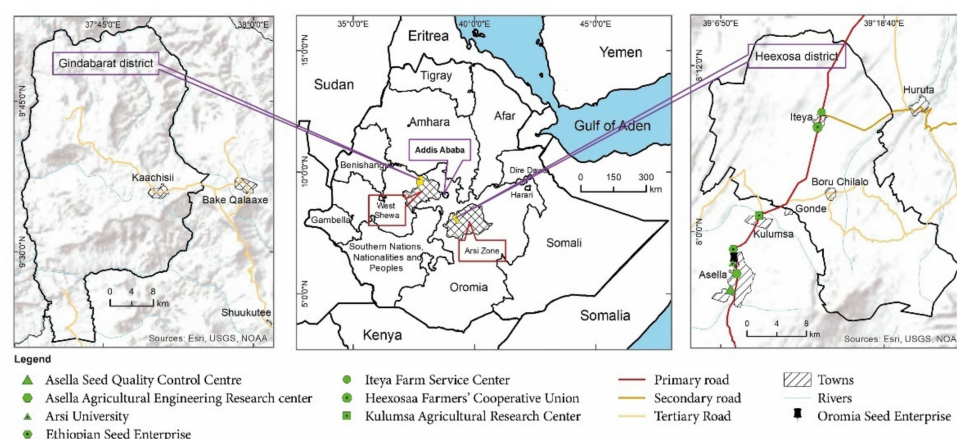 37°45'0"E
38°0'0"E
Gindabarat district
9°45'0"N
Kaachisii
Bake Qalaaxe
9°30'0"N
0 4 8
km
Shuukutee
Sources: Esri, USGS, NOAA
35°0'0"E
40°0'0"E
45°0'0"E
15°0'0"N
10°0'0"N
5°0'0"N
Eritrea
Yemen
Sudan
Tigray
Afar
Gulf of Aden
Amhara
Addis Ababa
Benishangul
Dire Dawa
0 150 300
km
Harari
West
Shewa
Gambella
Arsi Zone
Somali
Southern Nations,
Nationalities and
Peoples
Oromia
Kenya
Somalia
39°6'50"E
39°18'40"E
Heexosa district
8°12'0"N
Huruta
Iteya
Boru Chilalo
Gonde
Kulumsa
8°0'0"N
Asella
0 4 8
km
Sources: Esri, USGS, NOAA
Legend
Asella Seed Quality Control Centre
Asella Agricultural Engineering Research center
Arsi University
Ethiopian Seed Enterprise
Iteya Farm Service Center
Heexosaa Farmers' Cooperative Union
Kulumsa Agricultural Research Center
Primary road
Secondary road
Tertiary Road
Towns
Rivers
Oromia Seed Enterprise